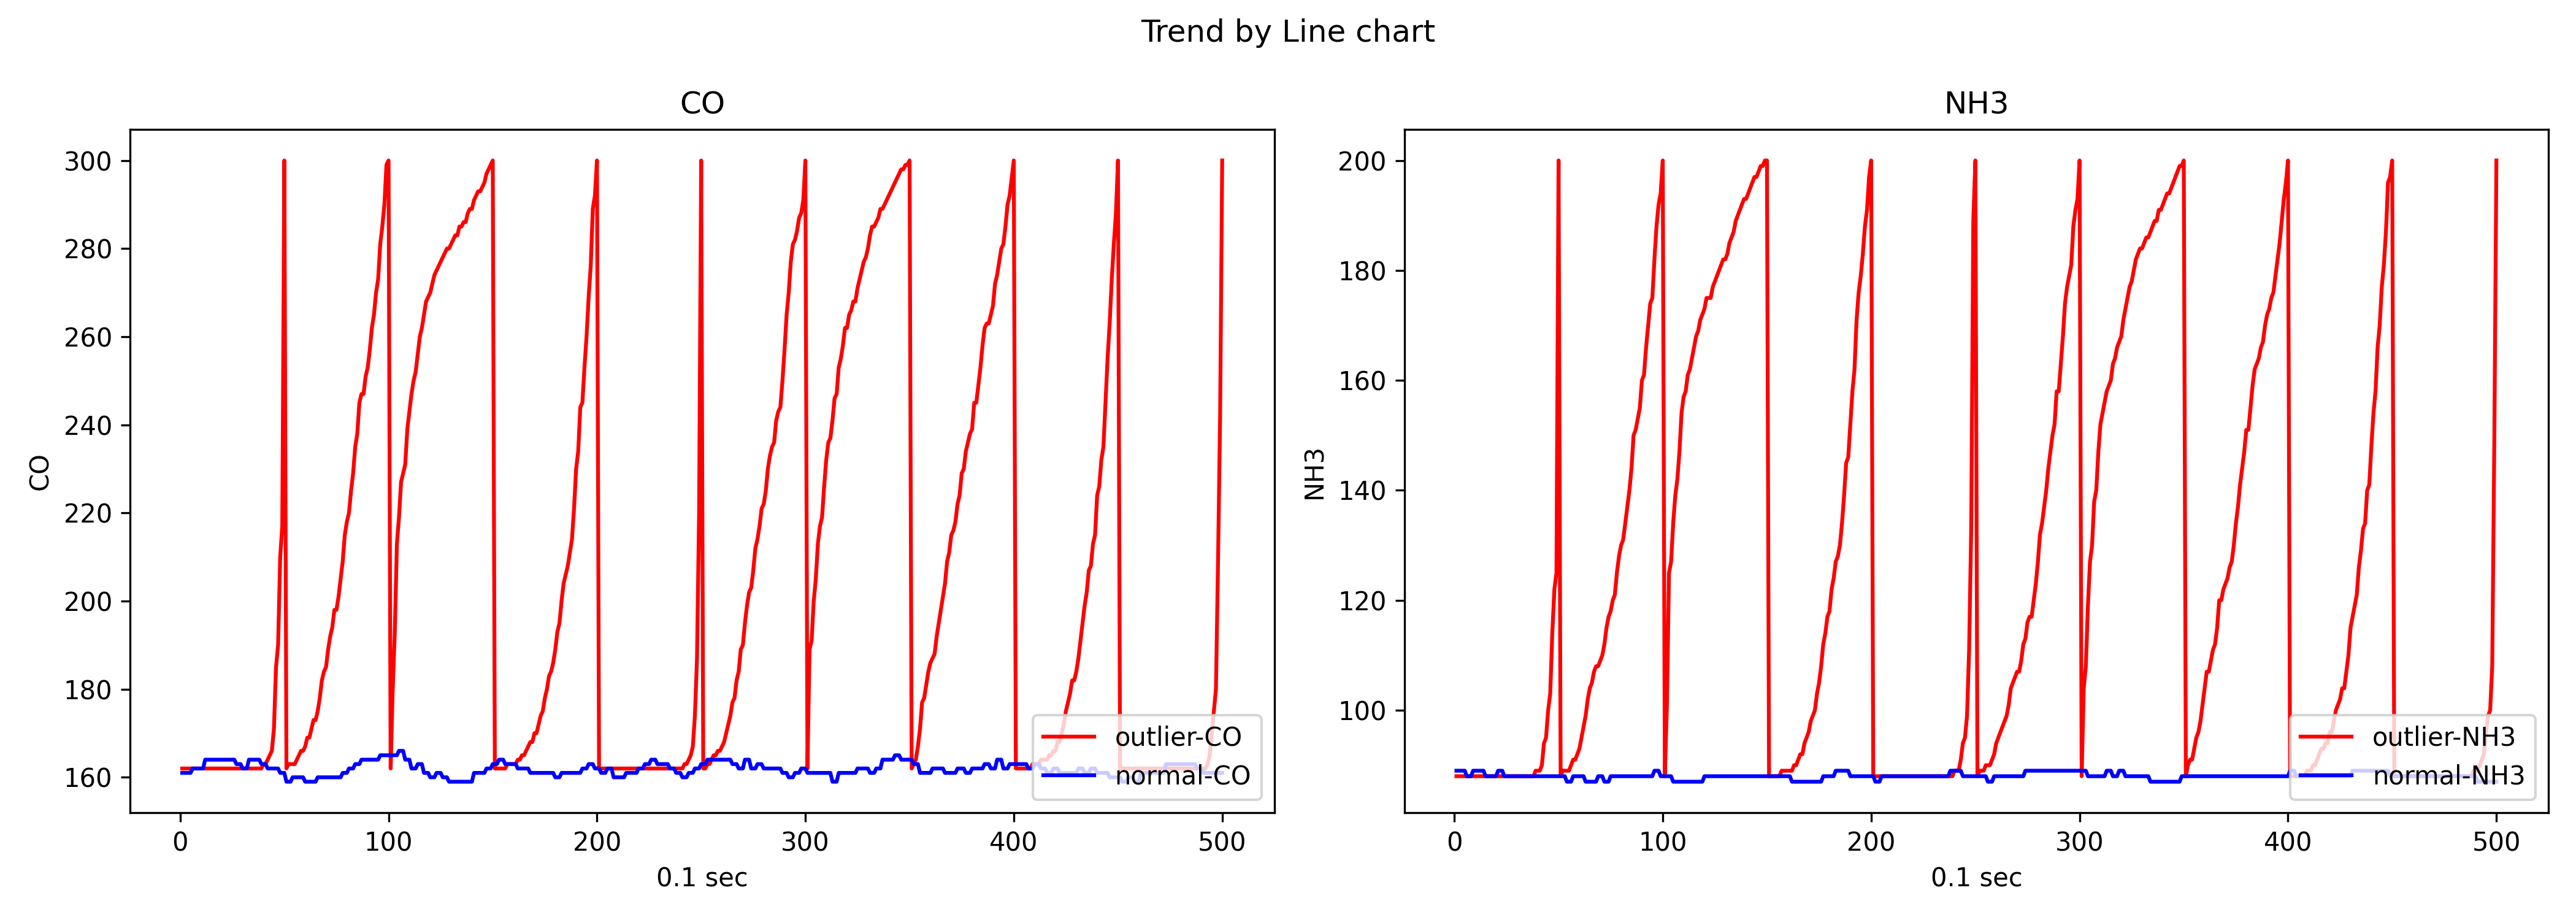 Trend by Line chart
CO
300
280
260
240
220
200
180
160
CO
0 100 200 300 400 500
0.1 sec
outlier-CO
normal-CO
NH3
200
180
160
140
120
100
NH3
0 100 200 300 400 500
0.1 sec
outlier-NH3
normal-NH3